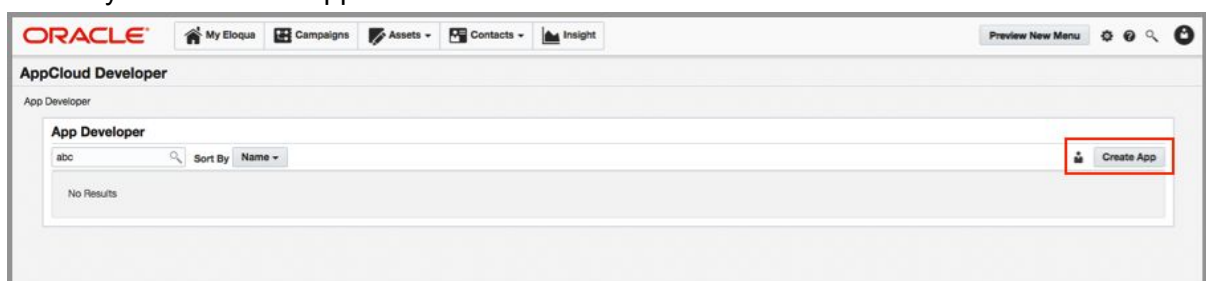 ORACLE My Eloqua Campaigns Assets Contacts Insight Preview New Menu
AppCloud Developer
App Developer
App Developer
abc Sort By Name Create App
No Results